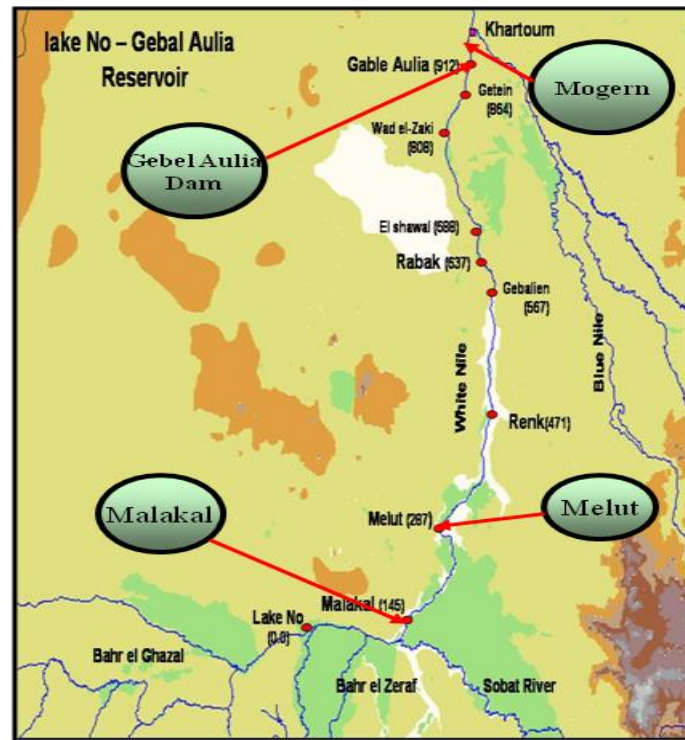 lake No – Gebal Aulia
Reservoir
Khartoum
Gable Aulia (912)
Mogern
Getein
(864)
Wad el-Zaki
(808)
Gebel Aulia
Dam
El shawal (688)
Rabak (637)
Gebalien
(567)
White Nile
Blue Nile
Renk(471)
Malakal
Melut (287)
Melut
Malakal (145)
Lake No
(0.0)
Bahr el Ghazal
Bahr el Zeraf
Sobat River